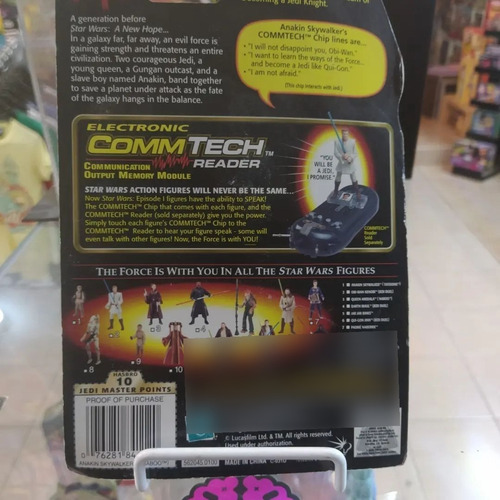 becoming a Jedi Knight.
A generation before
Star Wars: A New Hope...
In a galaxy far, far away, an evil force is
gaining strength and threatens an entire
civilization. Two courageous Jedi, a
young queen, a Gungan outcast, and a
slave boy named Anakin, band together
to save a planet under attack as the fate
of the galaxy hangs in the balance.
Anakin Skywalker's
COMMTECH™ Chip lines are...
• "I will not disappoint you, Obi-Wan."
• "I want to learn the ways of the Force...
and become a Jedi like Qui-Gon."
• "I am not afraid."
(This chip interacts with
ELECTRONIC
COMMTECH™
COMMUNICATION READER
OUTPUT MEMORY MODULE
"YOU WILL
BE A JEDI,
I PROMISE."
STAR WARS ACTION FIGURES WILL NEVER BE THE SAME...
Now Star Wars: Episode I figures have the ability to SPEAK!
The COMMTECH™ Chip that comes with each figure, and the
COMMTECH™ Reader (sold separately) give you the power.
Simply touch each figure's COMMTECH™ Chip to the
COMMTECH™ Reader to hear your figure speak - some will
even talk with other figures! Now, the Force is with YOU!
COMMTECH™
Reader
Sold
Separately
THE FORCE IS WITH YOU IN ALL THE STAR WARS FIGURES
HASBRO
10
JEDI MASTER POINTS
PROOF OF PURCHASE
0 76281 84
ANAKIN SKYWALKER
© Lucasfilm Ltd. & TM. All rights reserved.
Used under authorization.
MADE IN CHINA